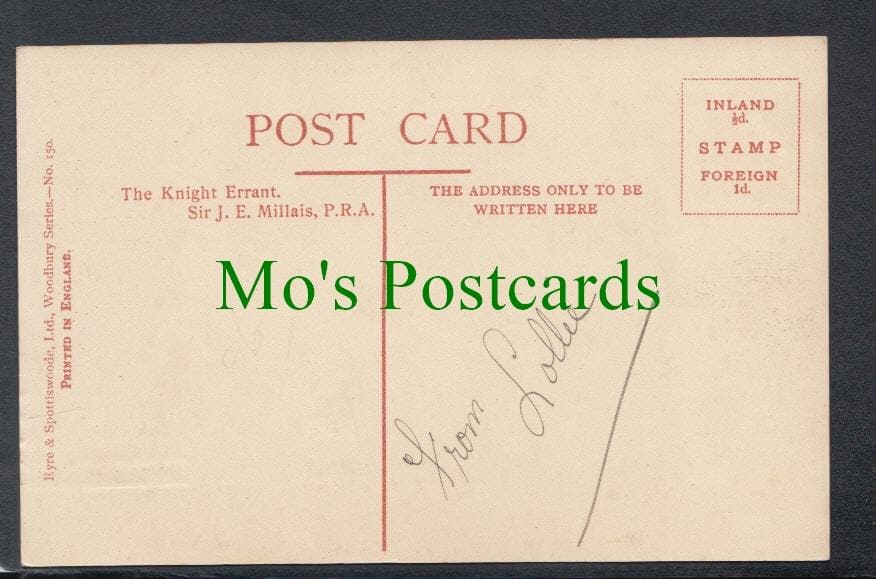 Eyre & Spottiswoode, Ltd., Woodbury Series.—No. 150.
PRINTED IN ENGLAND.
POST CARD
The Knight Errant.
Sir J. E. Millais, P.R.A.
THE ADDRESS ONLY TO BE
WRITTEN HERE
INLAND
½d.
STAMP
FOREIGN
1d.
Mo's Postcards
From Lollie